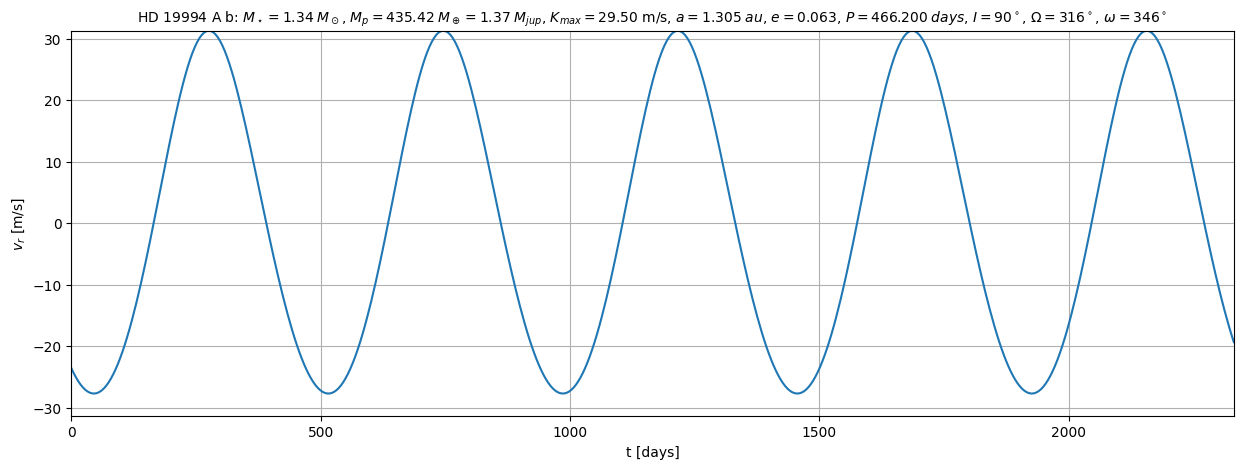 HD 19994 A b: M⋆ = 1.34 M⊙, Mp = 435.42 M⊕ = 1.37 Mjup, Kmax = 29.50 m/s, a = 1.305 au, e = 0.063, P = 466.200 days, I = 90°, Ω = 316°, ω = 346°
30
20
10
0
−10
−20
−30
vr [m/s]
0 500 1000 1500 2000
t [days]